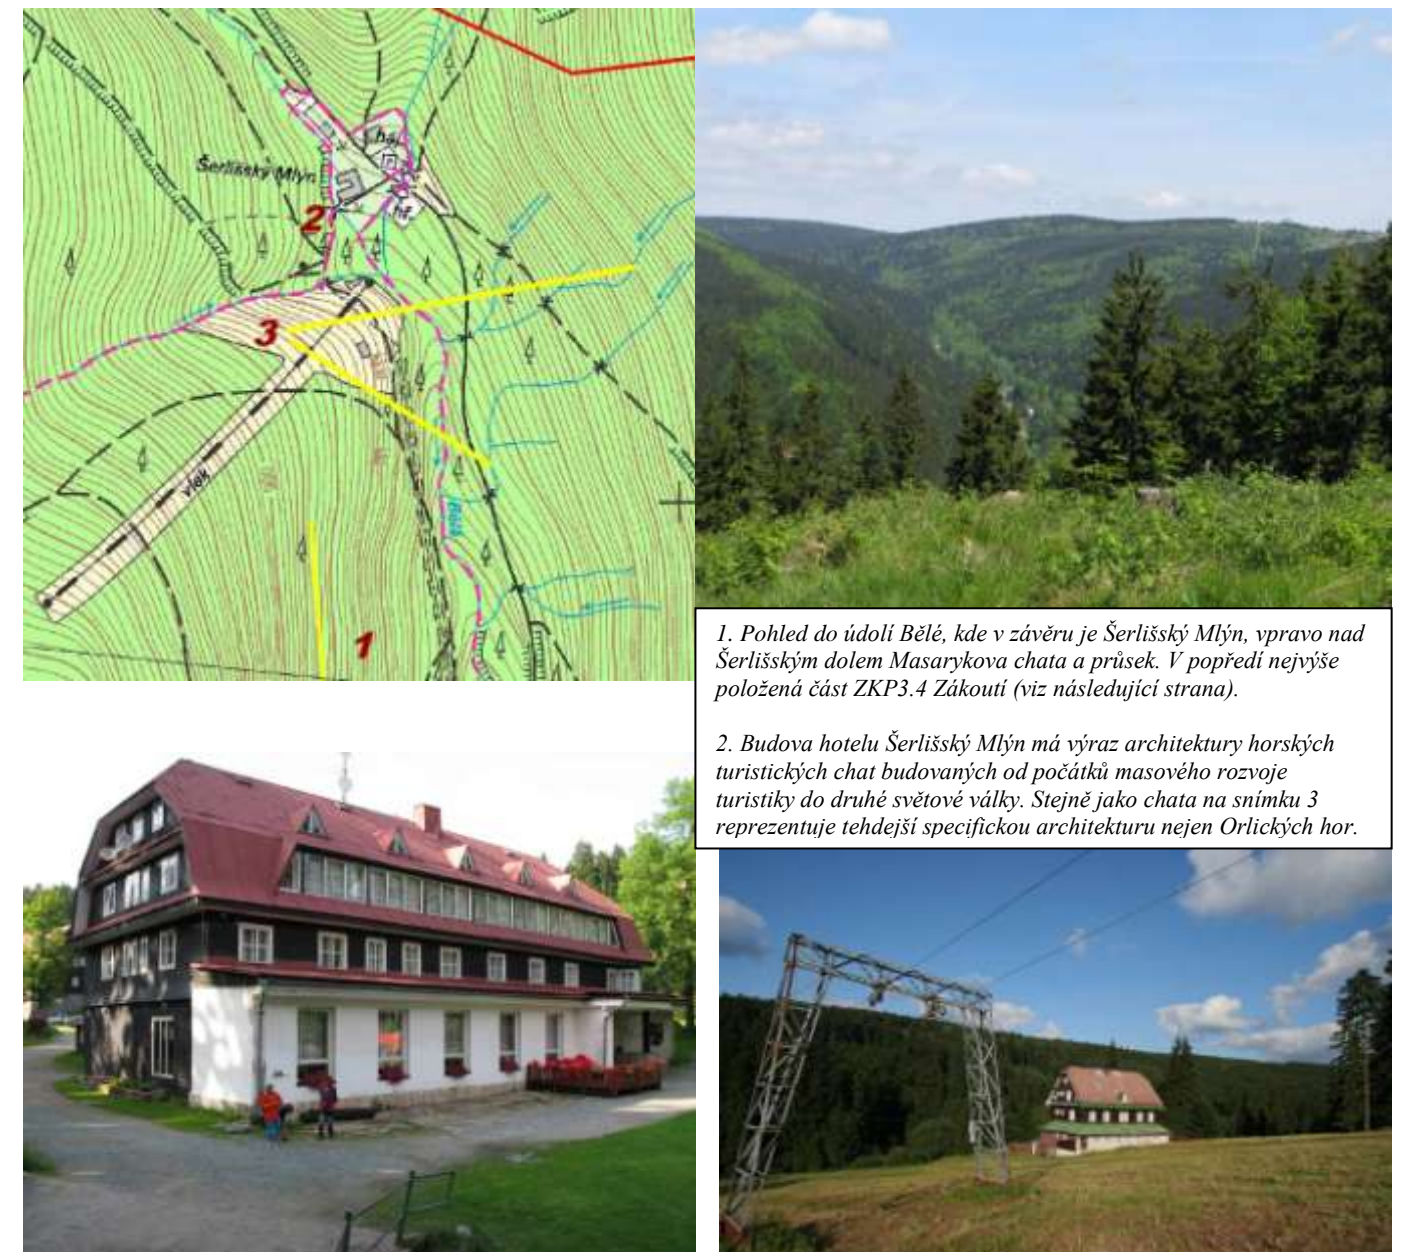 háj.
P
Šerlišský Mlýn
hř.
2
3
vlek
Bělá
1
1. Pohled do údolí Bělé, kde v závěru je Šerlišský Mlýn, vpravo nad
Šerlišským dolem Masarykova chata a průsek. V popředí nejvýše
položená část ZKP3.4 Zákoutí (viz následující strana).
2. Budova hotelu Šerlišský Mlýn má výraz architektury horských
turistických chat budovaných od počátků masového rozvoje
turistiky do druhé světové války. Stejně jako chata na snímku 3
reprezentuje tehdejší specifickou architekturu nejen Orlických hor.